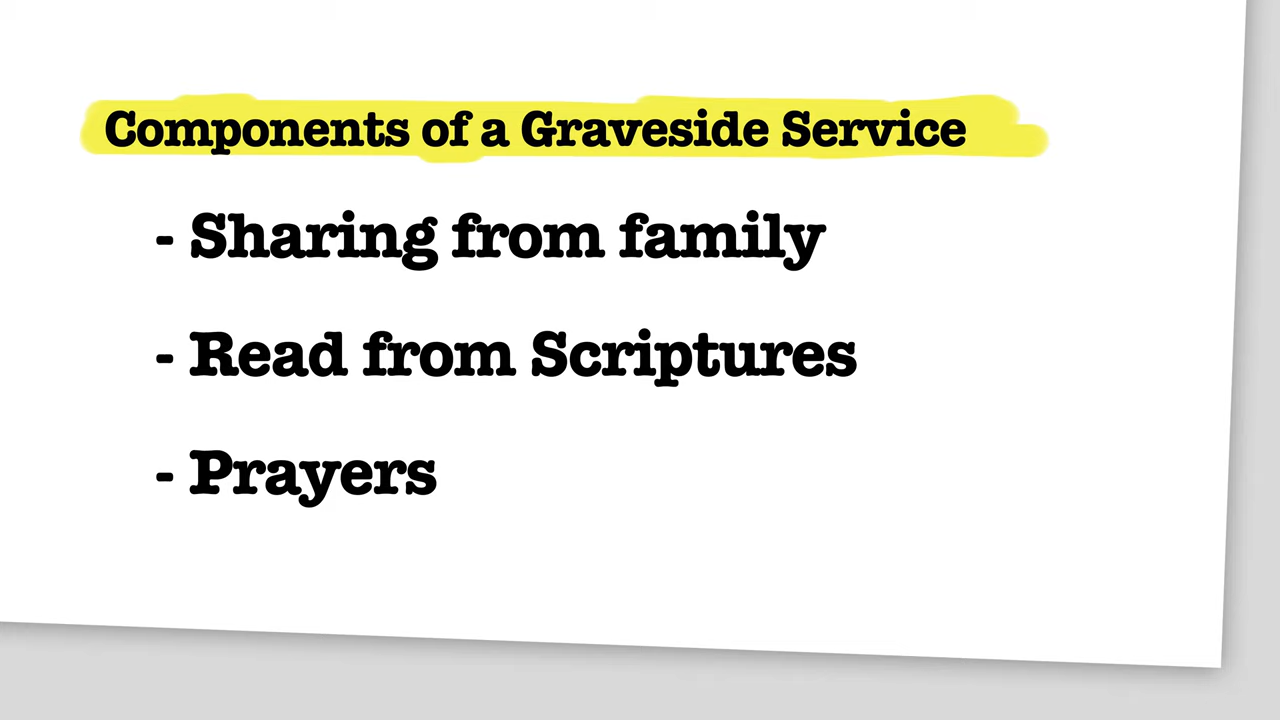 Components of a Graveside Service
- Sharing from family
- Read from Scriptures
- Prayers